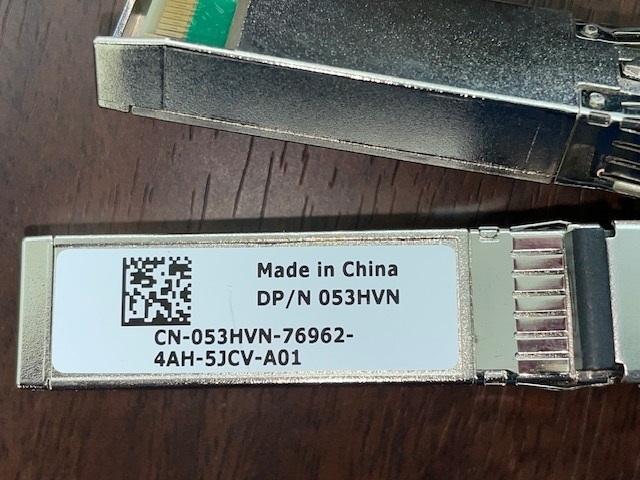 Made in China
DP/N 053HVN
CN-053HVN-76962-
4AH-5JCV-A01